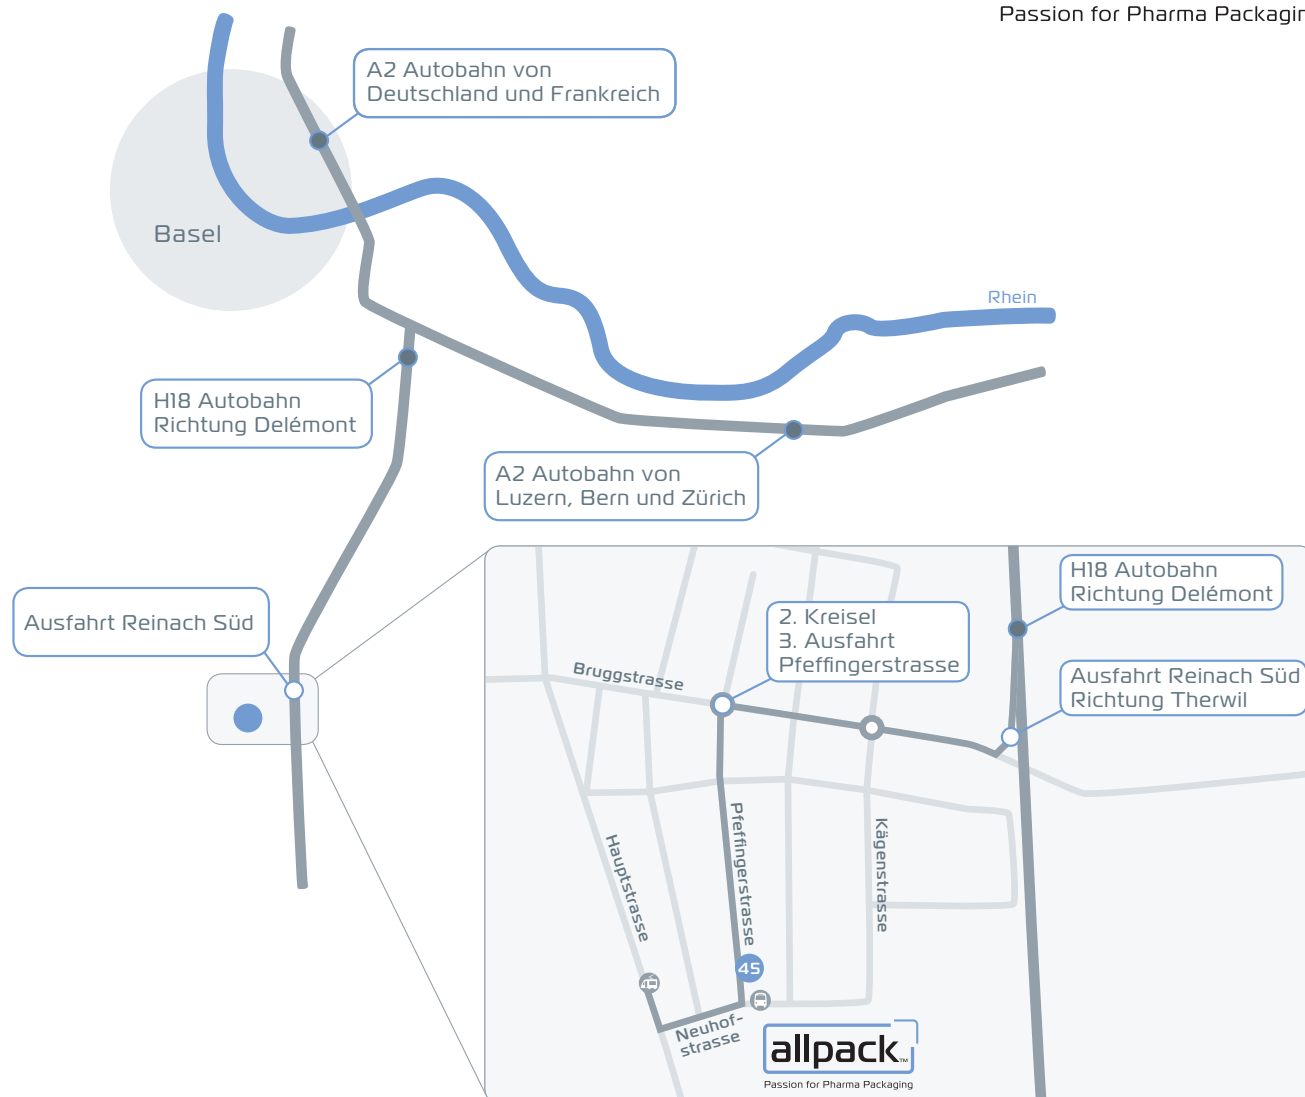 Passion for Pharma Packagin
A2 Autobahn von
Deutschland und Frankreich
Basel
Rhein
H18 Autobahn
Richtung Delémont
A2 Autobahn von
Luzern, Bern und Zürich
Ausfahrt Reinach Süd
H18 Autobahn
Richtung Delémont
2. Kreisel
3. Ausfahrt
Pfeffingerstrasse
Ausfahrt Reinach Süd
Richtung Therwil
Bruggstrasse
Hauptstrasse
Pfeffingerstrasse
Kägenstrasse
45
Neuhof-
strasse
allpack™
Passion for Pharma Packaging